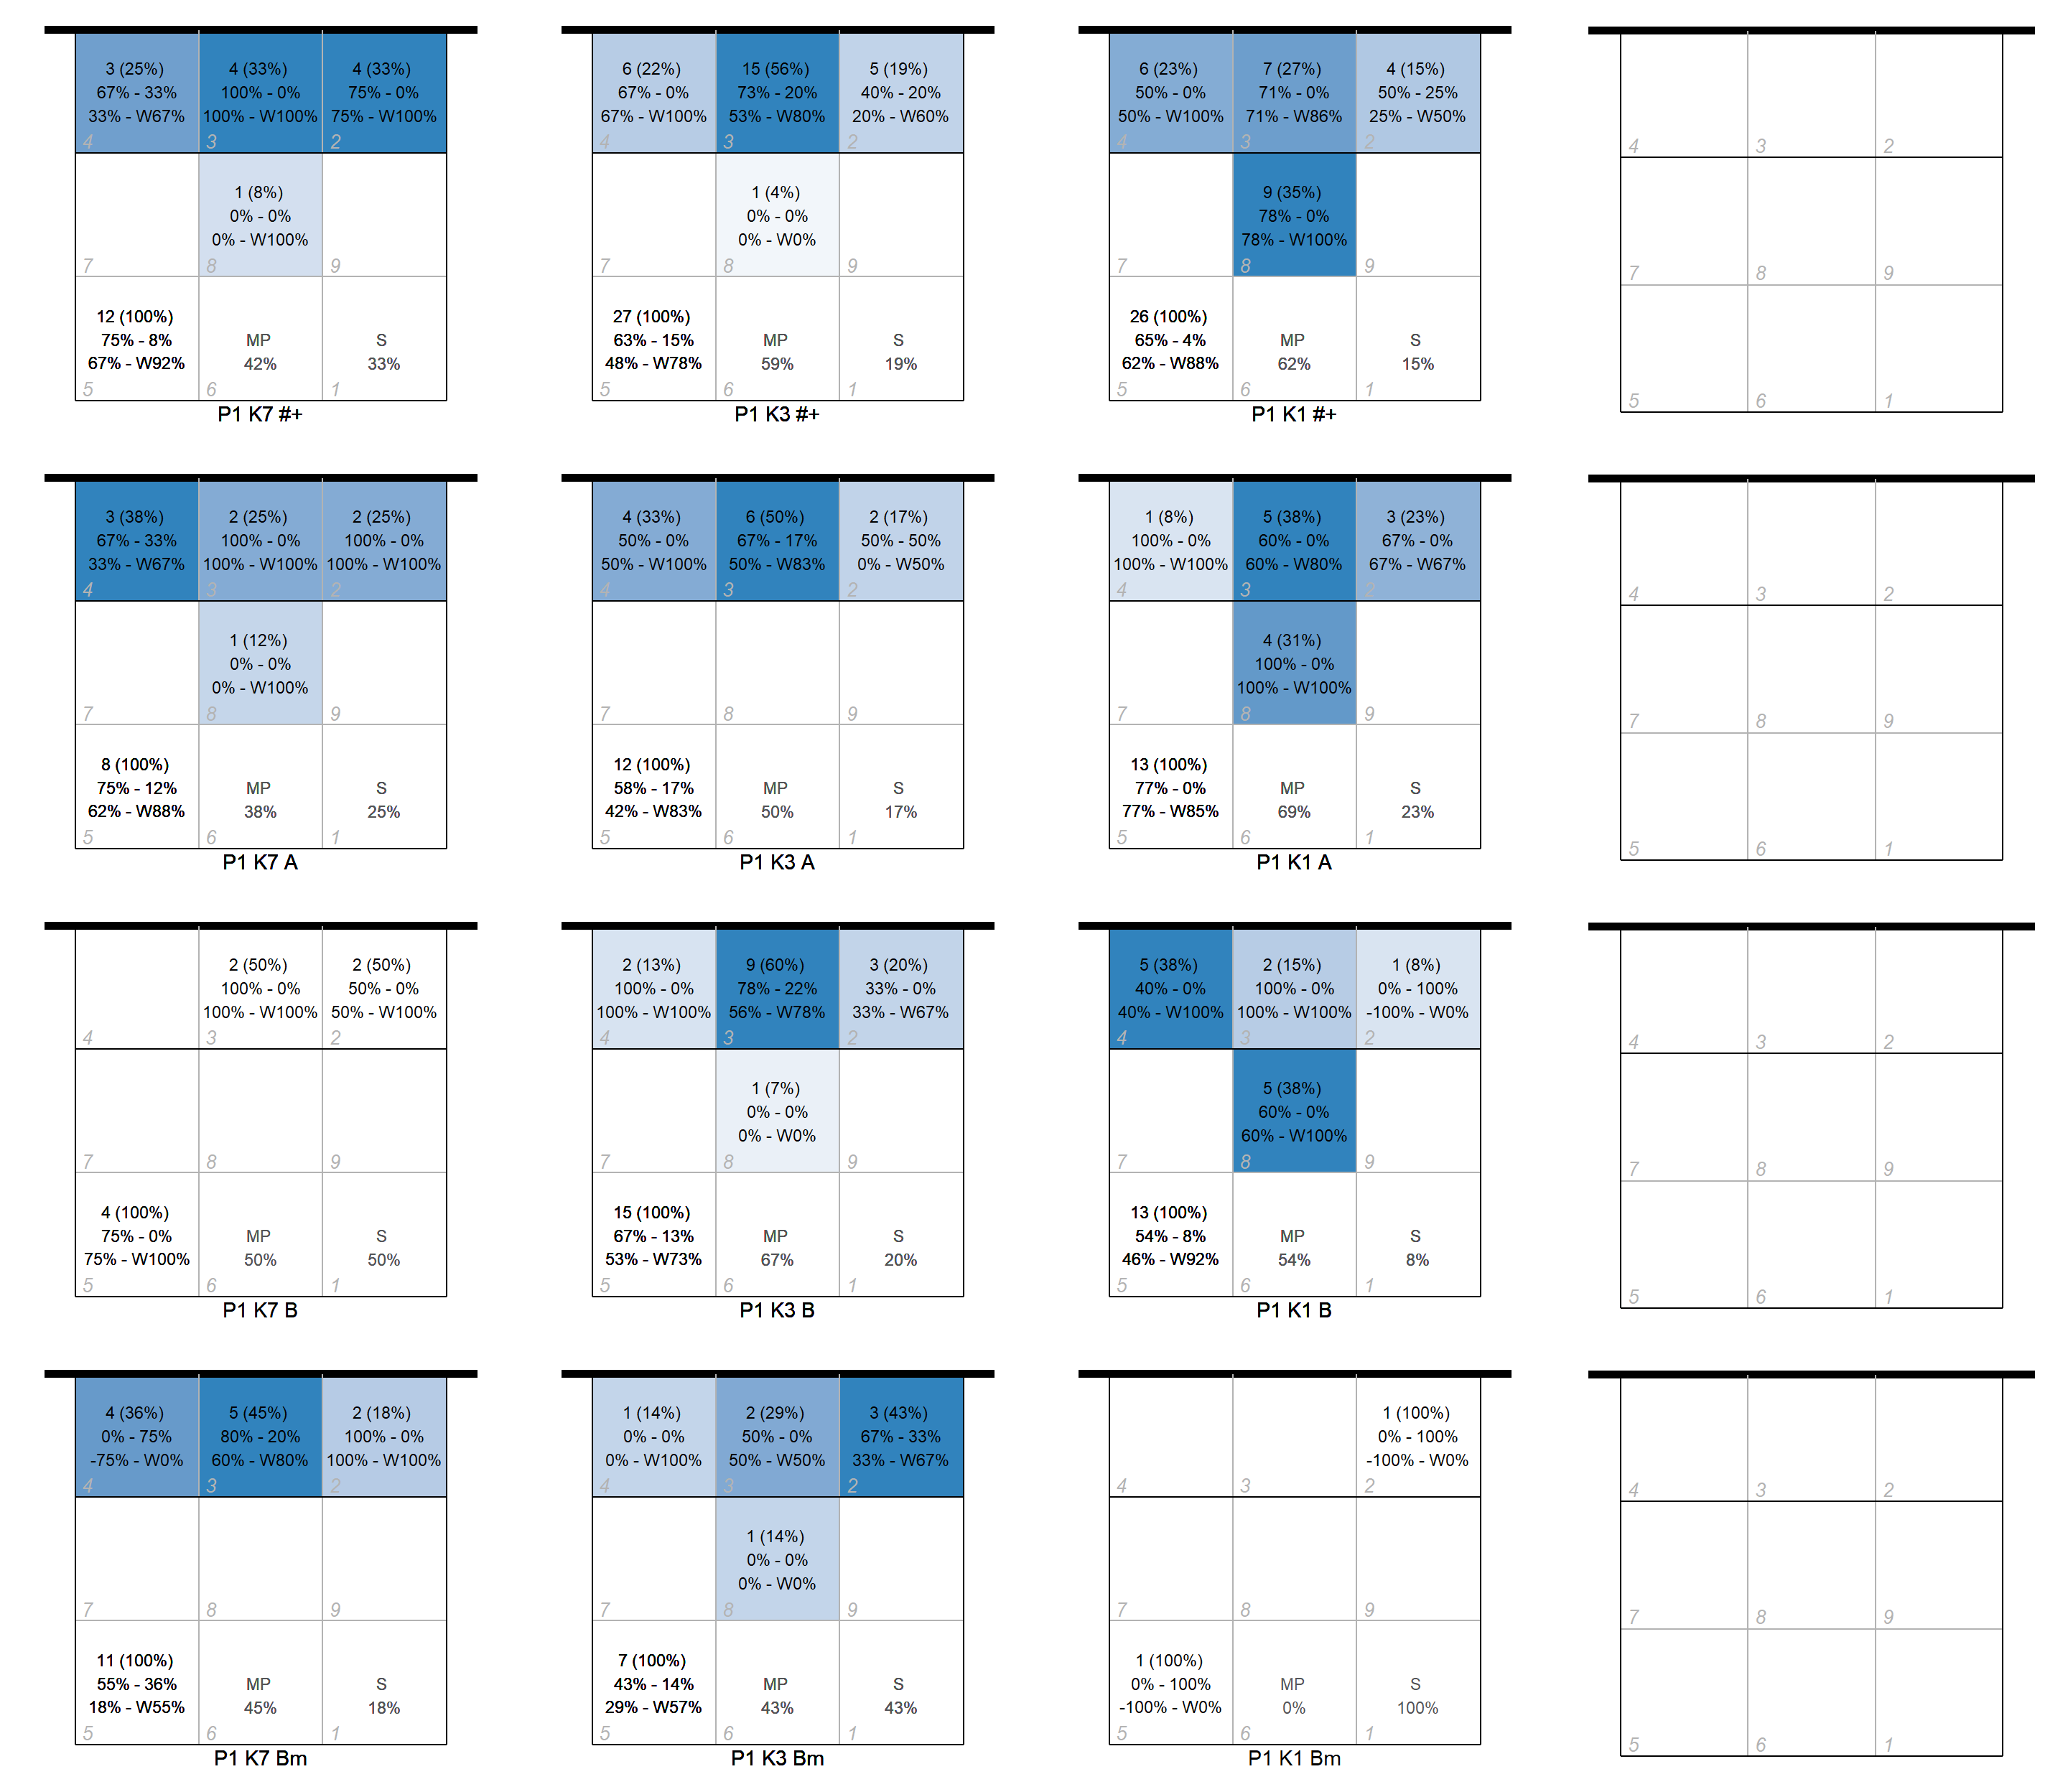 3 (25%)
67% - 33%
33% - W67%
4
4 (33%)
100% - 0%
100% - W100%
3
4 (33%)
75% - 0%
75% - W100%
2
7
1 (8%)
0% - 0%
0% - W100%
8
9
12 (100%)
75% - 8%
67% - W92%
5
MP
42%
6
S
33%
1
P1 K7 #+
6 (22%)
67% - 0%
67% - W100%
4
15 (56%)
73% - 20%
53% - W80%
3
5 (19%)
40% - 20%
20% - W60%
2
7
1 (4%)
0% - 0%
0% - W0%
8
9
27 (100%)
63% - 15%
48% - W78%
5
MP
59%
6
S
19%
1
P1 K3 #+
6 (23%)
50% - 0%
50% - W100%
4
7 (27%)
71% - 0%
71% - W86%
3
4 (15%)
50% - 25%
25% - W50%
2
7
9 (35%)
78% - 0%
78% - W100%
8
9
26 (100%)
65% - 4%
62% - W88%
5
MP
62%
6
S
15%
1
P1 K1 #+
4
3
2
7
8
9
5
6
1
3 (38%)
67% - 33%
33% - W67%
4
2 (25%)
100% - 0%
100% - W100%
3
2 (25%)
100% - 0%
100% - W100%
2
7
1 (12%)
0% - 0%
0% - W100%
8
9
8 (100%)
75% - 12%
62% - W88%
5
MP
38%
6
S
25%
1
P1 K7 A
4 (33%)
50% - 0%
50% - W100%
4
6 (50%)
67% - 17%
50% - W83%
3
2 (17%)
50% - 50%
0% - W50%
2
7
8
9
12 (100%)
58% - 17%
42% - W83%
5
MP
50%
6
S
17%
1
P1 K3 A
1 (8%)
100% - 0%
100% - W100%
4
5 (38%)
60% - 0%
60% - W80%
3
3 (23%)
67% - 0%
67% - W67%
2
7
4 (31%)
100% - 0%
100% - W100%
8
9
13 (100%)
77% - 0%
77% - W85%
5
MP
69%
6
S
23%
1
P1 K1 A
4
3
2
7
8
9
5
6
1
4
2 (50%)
100% - 0%
100% - W100%
3
2 (50%)
50% - 0%
50% - W100%
2
7
8
9
4 (100%)
75% - 0%
75% - W100%
5
MP
50%
6
S
50%
1
P1 K7 B
2 (13%)
100% - 0%
100% - W100%
4
9 (60%)
78% - 22%
56% - W78%
3
3 (20%)
33% - 0%
33% - W67%
2
7
1 (7%)
0% - 0%
0% - W0%
8
9
15 (100%)
67% - 13%
53% - W73%
5
MP
67%
6
S
20%
1
P1 K3 B
5 (38%)
40% - 0%
40% - W100%
4
2 (15%)
100% - 0%
100% - W100%
3
1 (8%)
0% - 100%
-100% - W0%
2
7
5 (38%)
60% - 0%
60% - W100%
8
9
13 (100%)
54% - 8%
46% - W92%
5
MP
54%
6
S
8%
1
P1 K1 B
4
3
2
7
8
9
5
6
1
4 (36%)
0% - 75%
-75% - W0%
4
5 (45%)
80% - 20%
60% - W80%
3
2 (18%)
100% - 0%
100% - W100%
2
7
8
9
11 (100%)
55% - 36%
18% - W55%
5
MP
45%
6
S
18%
1
P1 K7 Bm
1 (14%)
0% - 0%
0% - W100%
4
2 (29%)
50% - 0%
50% - W50%
3
3 (43%)
67% - 33%
33% - W67%
2
7
1 (14%)
0% - 0%
0% - W0%
8
9
7 (100%)
43% - 14%
29% - W57%
5
MP
43%
6
S
43%
1
P1 K3 Bm
4
3
1 (100%)
0% - 100%
-100% - W0%
2
7
8
9
1 (100%)
0% - 100%
-100% - W0%
5
MP
0%
6
S
100%
1
P1 K1 Bm
4
3
2
7
8
9
5
6
1